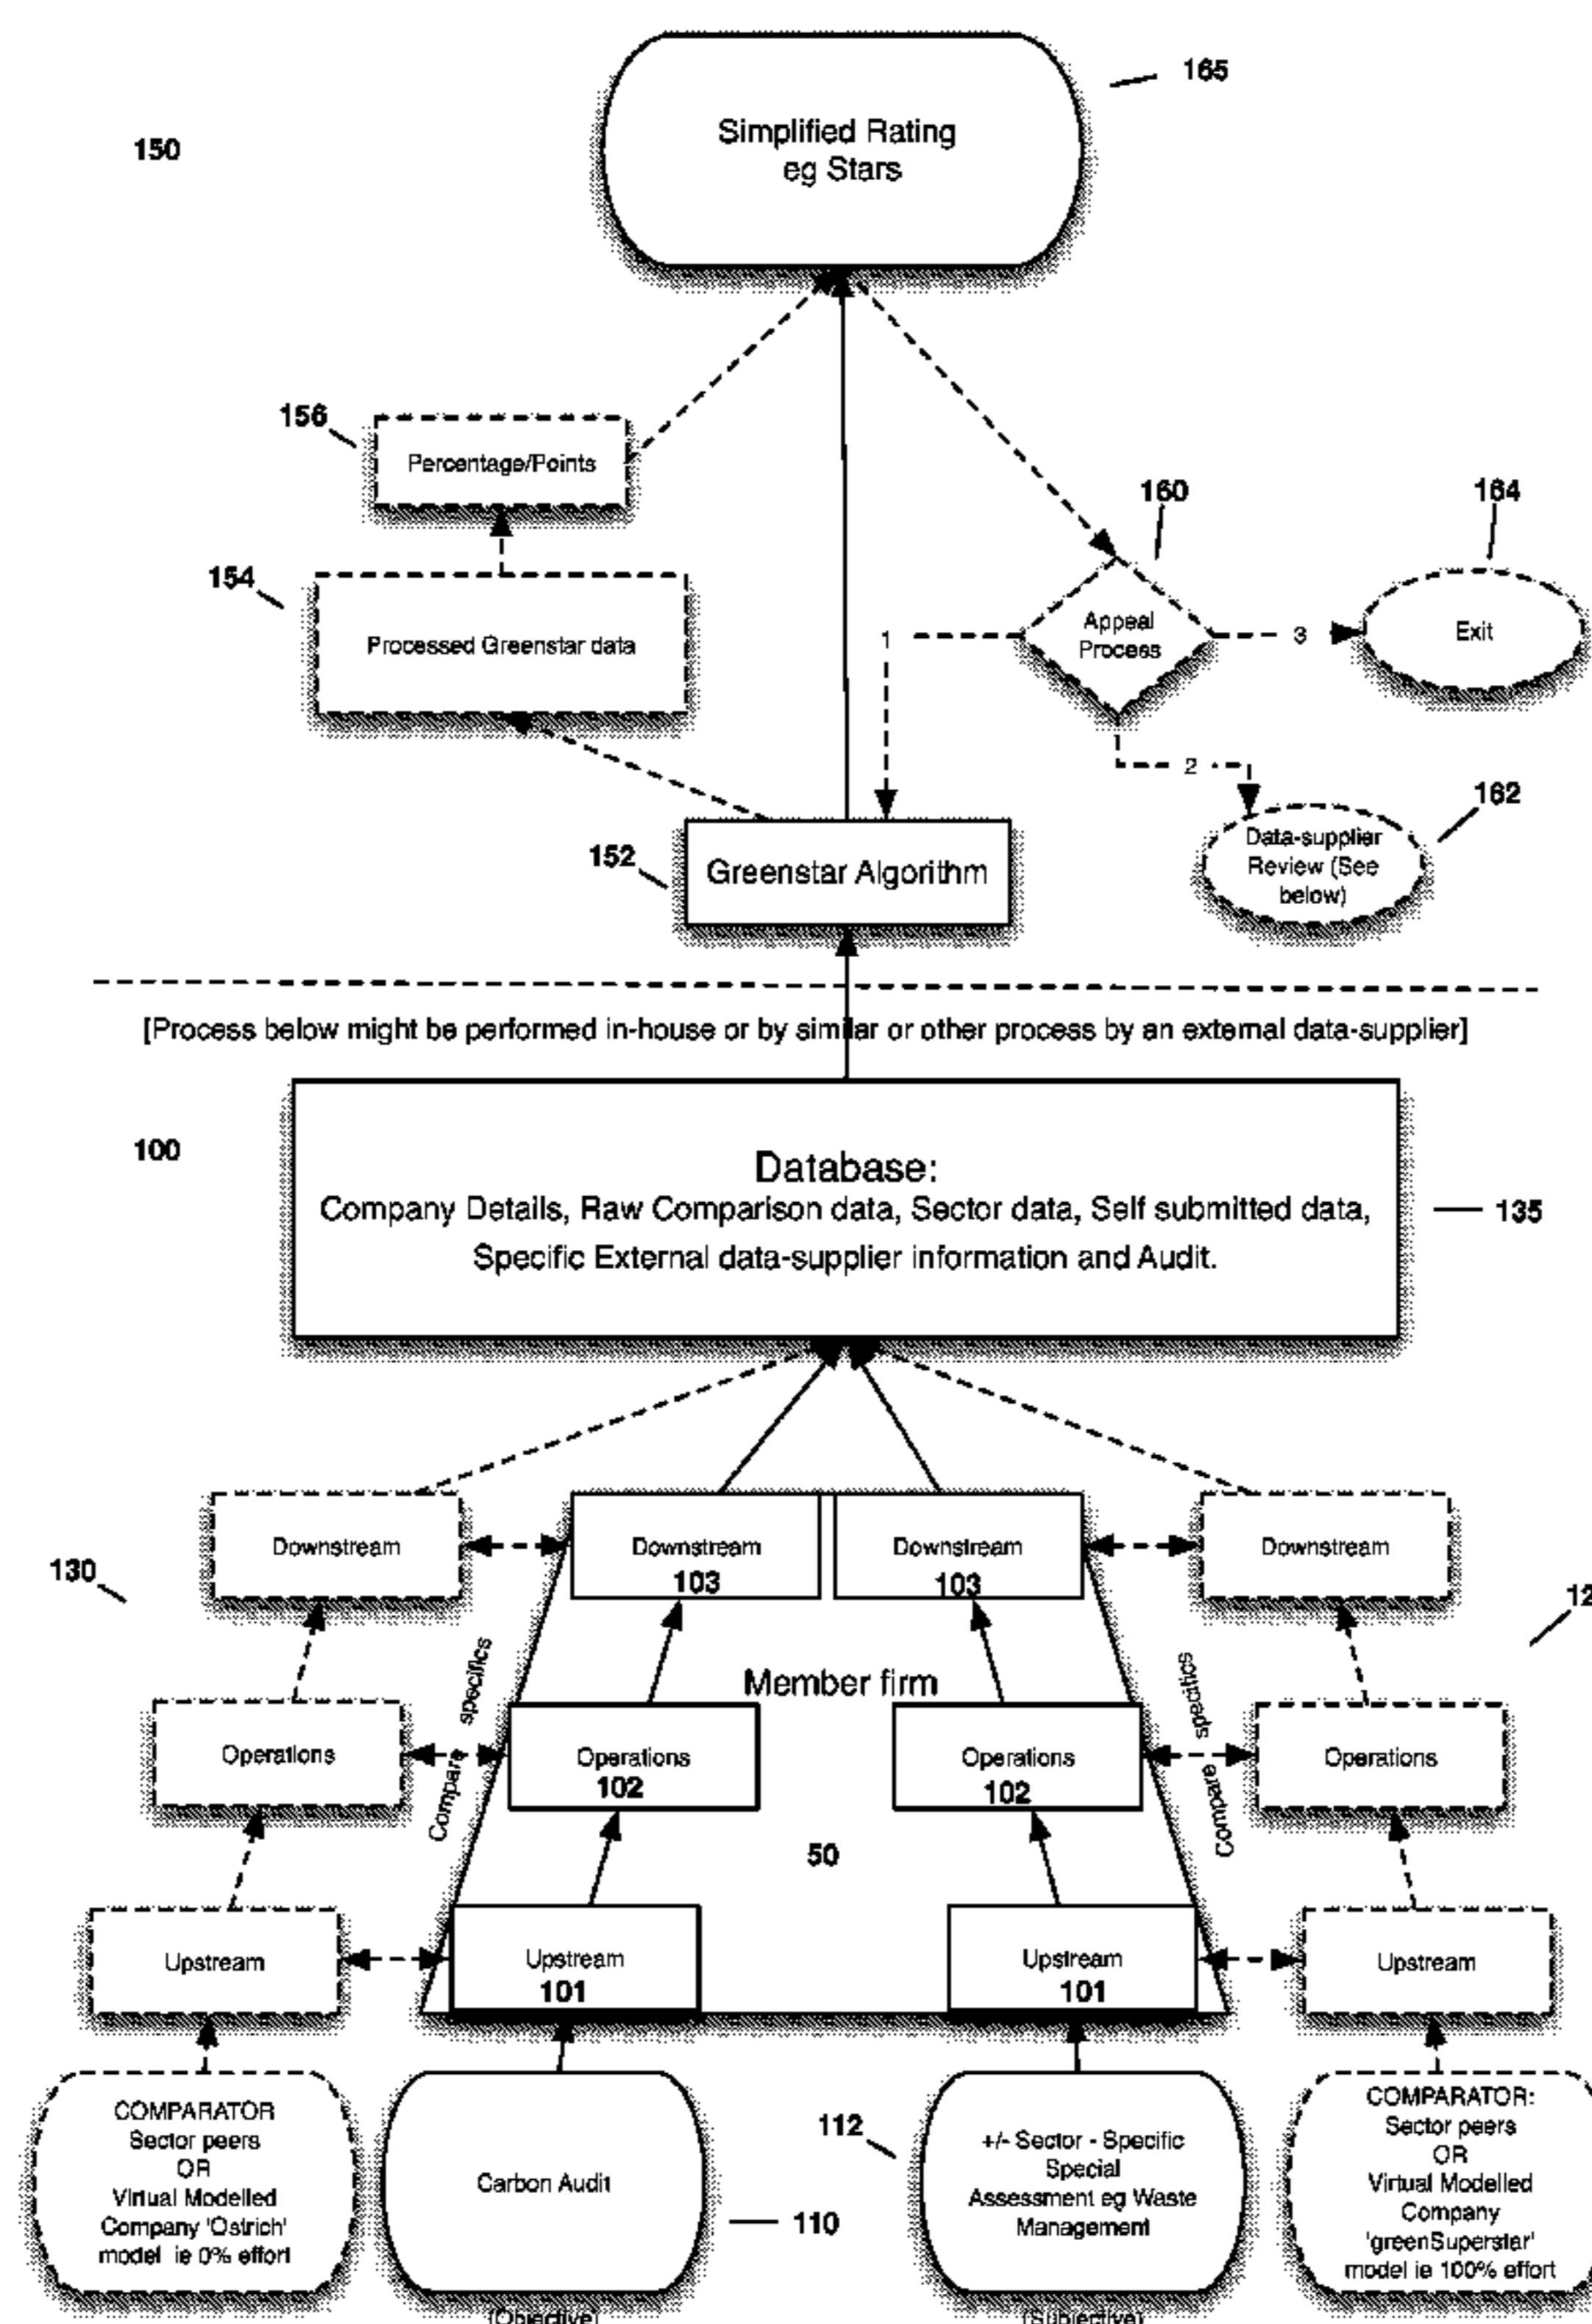 165
150
Simplified Rating
eg Stars
156
Percentage/Points
160
164
154
Processed Greenstar data
1
Appeal
Process
3
Exit
2
162
Data-supplier
Review (See
below)
152
Greenstar Algorithm
[Process below might be performed in-house or by similar or other process by an external data-supplier]
100
Database:
Company Details, Raw Comparison data, Sector data, Self submitted data,
Specific External data-supplier information and Audit.
135
130
Downstream
Downstream
103
Downstream
103
Downstream
12
Compare specifics
Member firm
Compare specifics
Operations
Operations
102
Operations
102
Operations
50
Upstream
Upstream
101
Upstream
101
Upstream
COMPARATOR
Sector peers
OR
Virtual Modelled
Company 'Ostrich'
model ie 0% effort
Carbon Audit
110
112
+/- Sector - Specific
Special
Assessment eg Waste
Management
COMPARATOR:
Sector peers
OR
Virtual Modelled
Company
'greenSuperstar'
model ie 100% effort
(Objective)
(Subjective)